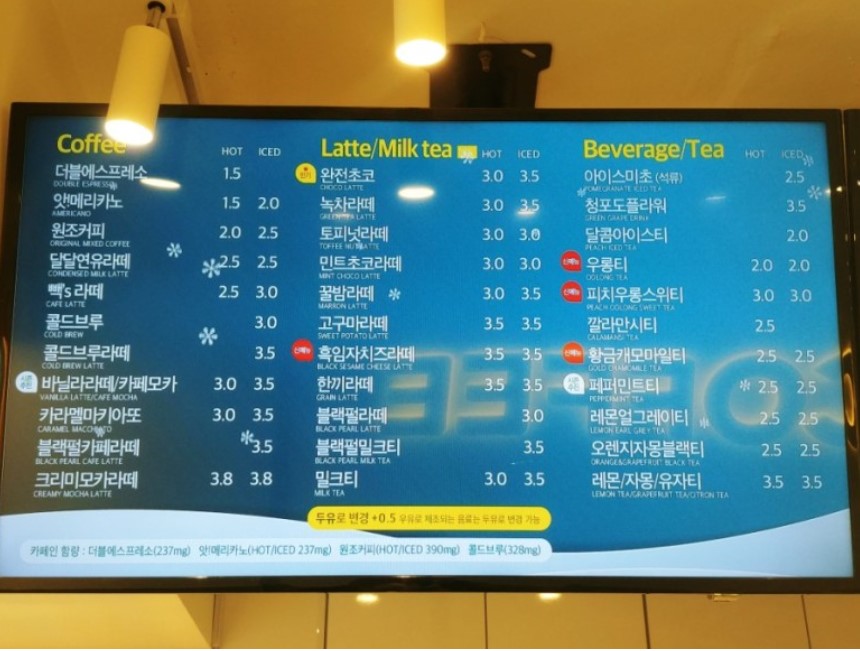 Coffee HOT ICED
더블에스프레소 1.5
DOUBLE ESPRESSO
앗!메리카노 1.5 2.0
AMERICANO
원조커피 2.0 2.5
ORIGINAL MIXED COFFEE
달달연유라떼 2.5 2.5
CONDENSED MILK LATTE
빽's 라떼 2.5 3.0
CAFE LATTE
콜드브루 3.0
COLD BREW
콜드브루라떼 3.5
COLD BREW LATTE
바닐라라떼/카페모카 3.0 3.5
VANILLA LATTE/CAFE MOCHA
카라멜마키아또 3.0 3.5
CARAMEL MACCHIATO
블랙펄카페라떼 3.5
BLACK PEARL CAFE LATTE
크리미모카라떼 3.8 3.8
CREAMY MOCHA LATTE
Latte/Milk tea HOT ICED
완전초코 3.0 3.5
CHOCO LATTE
녹차라떼 3.0 3.5
GREEN TEA LATTE
토피넛라떼 3.0 3.0
TOFFEE NUT LATTE
민트초코라떼 3.0 3.0
MINT CHOCO LATTE
꿀밤라떼 3.0 3.5
MARRON LATTE
고구마라떼 3.5 3.5
SWEET POTATO LATTE
신메뉴 흑임자치즈라떼 3.5 3.5
BLACK SESAME CHEESE LATTE
한끼라떼 3.5 3.5
GRAIN LATTE
블랙펄라떼 3.0
BLACK PEARL LATTE
블랙펄밀크티 3.5
BLACK PEARL MILK TEA
밀크티 3.0 3.5
MILK TEA
Beverage/Tea HOT ICED
아이스미초 (석류) 2.5
POMEGRANATE ICED TEA
청포도플라워 3.5
GREEN GRAPE DRINK
달콤아이스티 2.0
PEACH ICED TEA
신메뉴 우롱티 2.0 2.0
OOLONG TEA
신메뉴 피치우롱스위티 3.0 3.0
PEACH OOLONG SWEET TEA
깔라만시티 2.5
CALAMANSI TEA
신메뉴 황금캐모마일티 2.5 2.5
GOLD CHAMOMILE TEA
페퍼민트티 2.5 2.5
PEPPERMINT TEA
레몬얼그레이티 2.5 2.5
LEMON EARL GREY TEA
오렌지자몽블랙티 2.5 2.5
ORANGE&GRAPEFRUIT BLACK TEA
레몬/자몽/유자티 3.5 3.5
LEMON TEA/GRAPEFRUIT TEA/CITRON TEA
두유로 변경 +0.5 우유로 제조되는 음료는 두유로 변경 가능
카페인 함량 : 더블에스프레소(237mg) 앗!메리카노(HOT/ICED 237mg) 원조커피(HOT/ICED 390mg) 콜드브루(328mg)